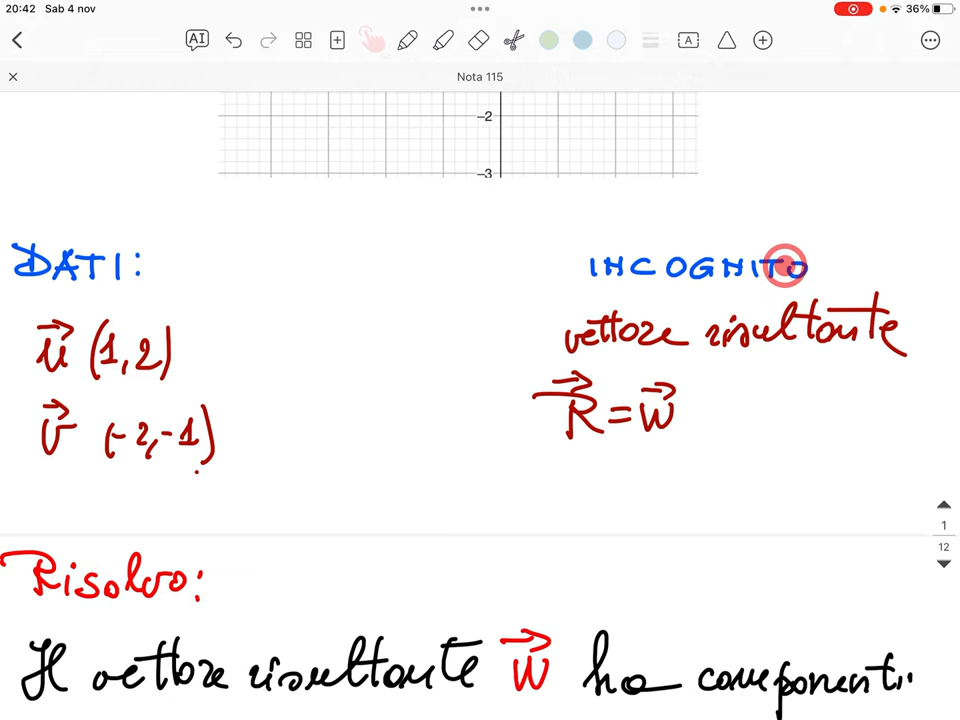 20:42 Sab 4 nov 36%
AI A
Nota 115
-2
-3
DATI: INCOGNITO
u (1,2) vettore risultante
v (-2,-1) R = w
1
12
Risolvo:
Il vettore risultante w ha componenti